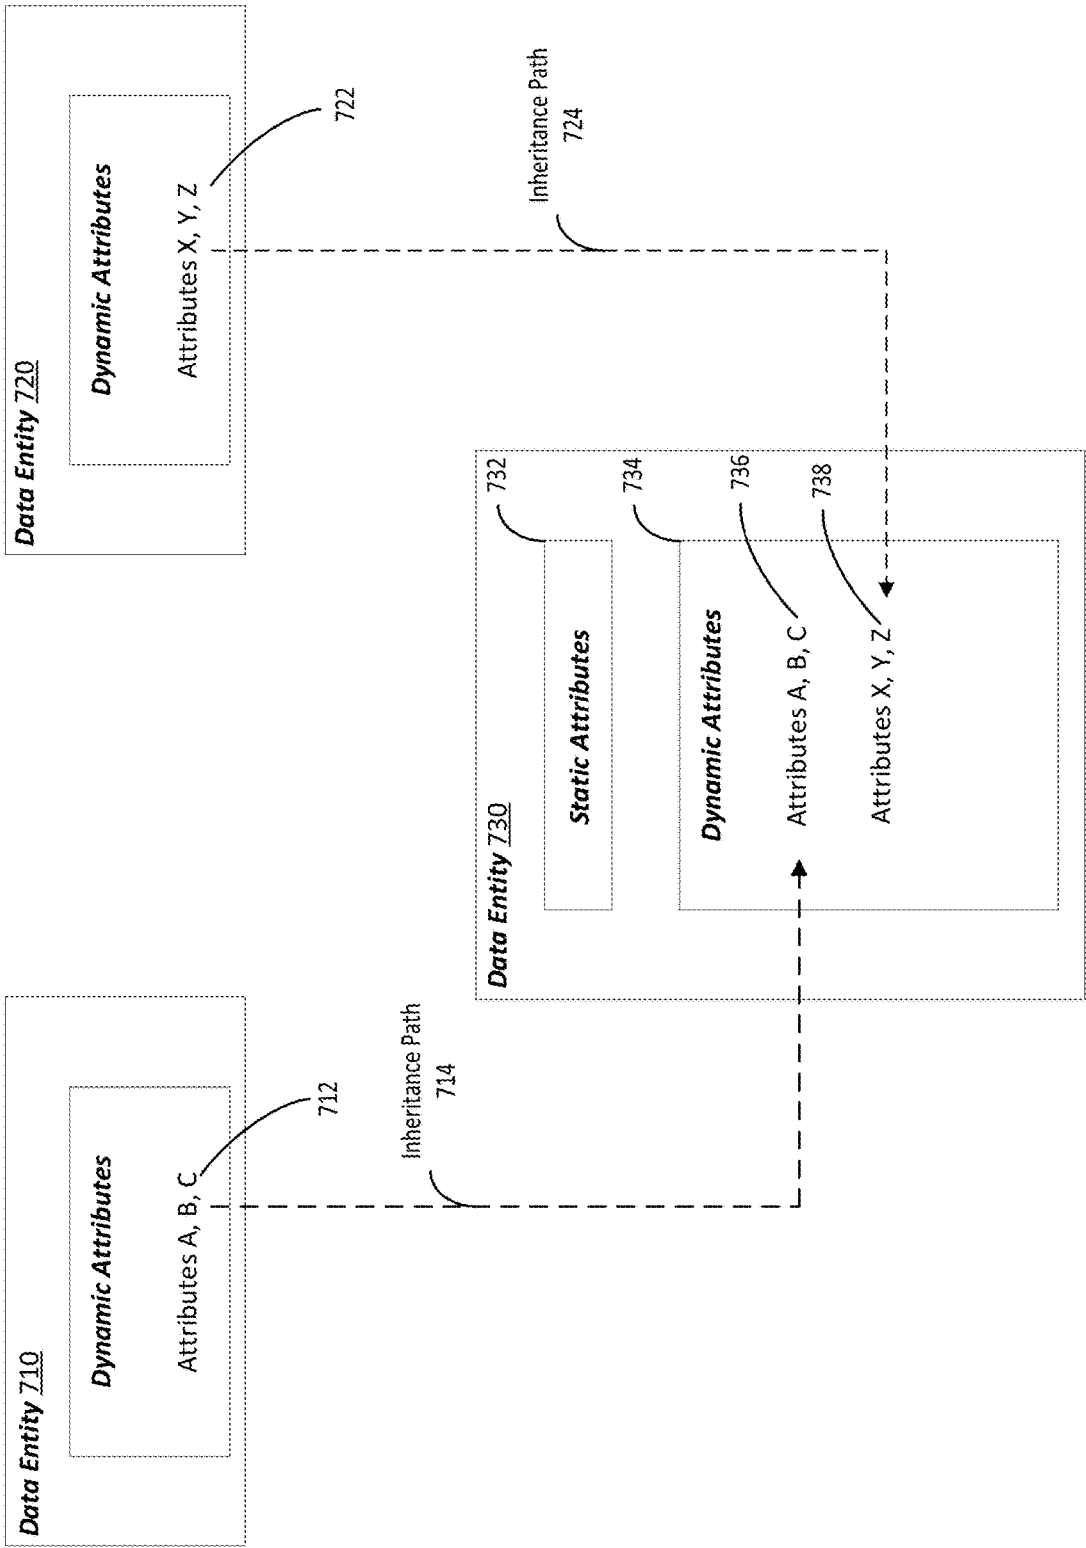 Data Entity 710
Dynamic Attributes
Attributes A, B, C
712
Inheritance Path
714
Data Entity 720
Dynamic Attributes
Attributes X, Y, Z
722
Inheritance Path
724
Data Entity 730
732
Static Attributes
734
Dynamic Attributes
736
Attributes A, B, C
738
Attributes X, Y, Z